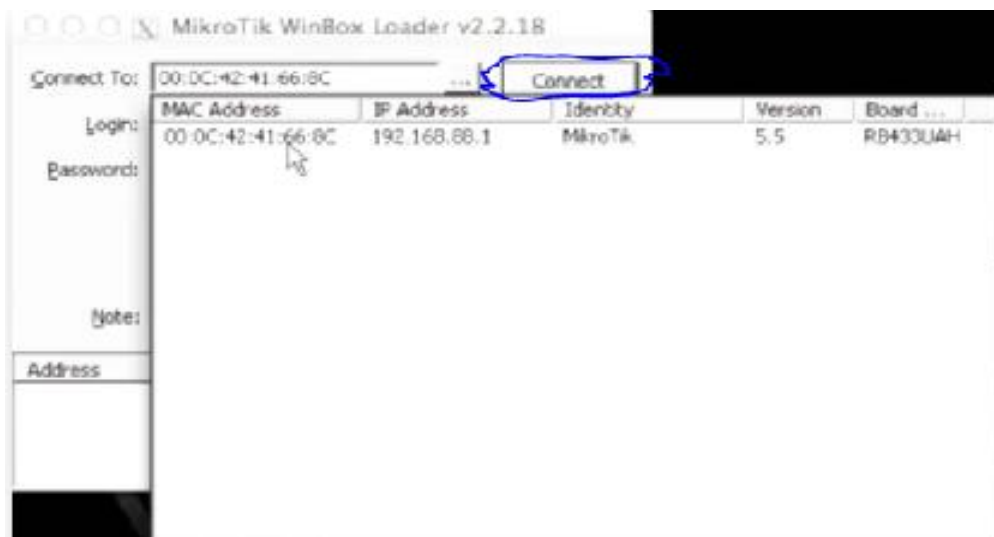 MikroTik WinBox Loader v2.2.18
Connect To: 00:0C:42:41:66:8C ... Connect
MAC Address IP Address Identity Version Board ...
Login:
00:0C:42:41:66:8C 192.168.88.1 MikroTik 5.5 RB433UAH
Password:
Note:
Address